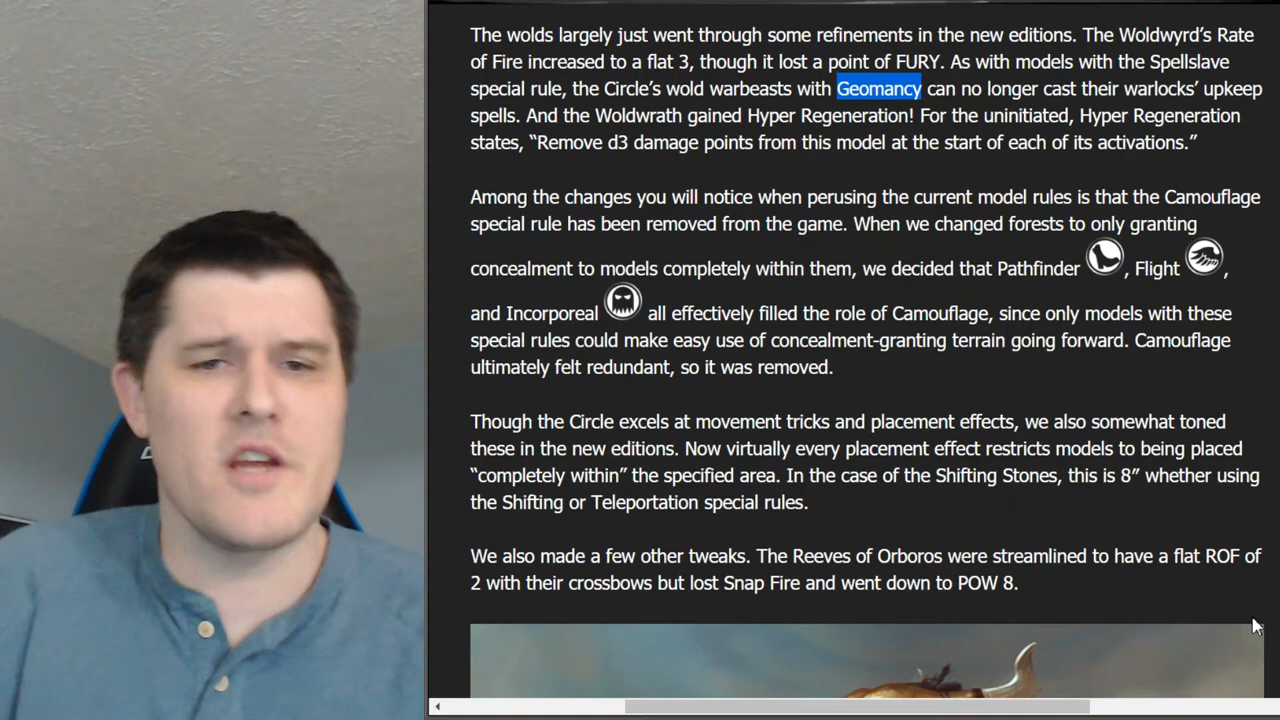 The wolds largely just went through some refinements in the new editions. The Woldwyrd’s Rate
of Fire increased to a flat 3, though it lost a point of FURY. As with models with the Spellslave
special rule, the Circle’s wold warbeasts with Geomancy can no longer cast their warlocks’ upkeep
spells. And the Woldwrath gained Hyper Regeneration! For the uninitiated, Hyper Regeneration
states, “Remove d3 damage points from this model at the start of each of its activations.”
Among the changes you will notice when perusing the current model rules is that the Camouflage
special rule has been removed from the game. When we changed forests to only granting
concealment to models completely within them, we decided that Pathfinder , Flight ,
and Incorporeal all effectively filled the role of Camouflage, since only models with these
special rules could make easy use of concealment-granting terrain going forward. Camouflage
ultimately felt redundant, so it was removed.
Though the Circle excels at movement tricks and placement effects, we also somewhat toned
these in the new editions. Now virtually every placement effect restricts models to being placed
“completely within” the specified area. In the case of the Shifting Stones, this is 8” whether using
the Shifting or Teleportation special rules.
We also made a few other tweaks. The Reeves of Orboros were streamlined to have a flat ROF of
2 with their crossbows but lost Snap Fire and went down to POW 8.